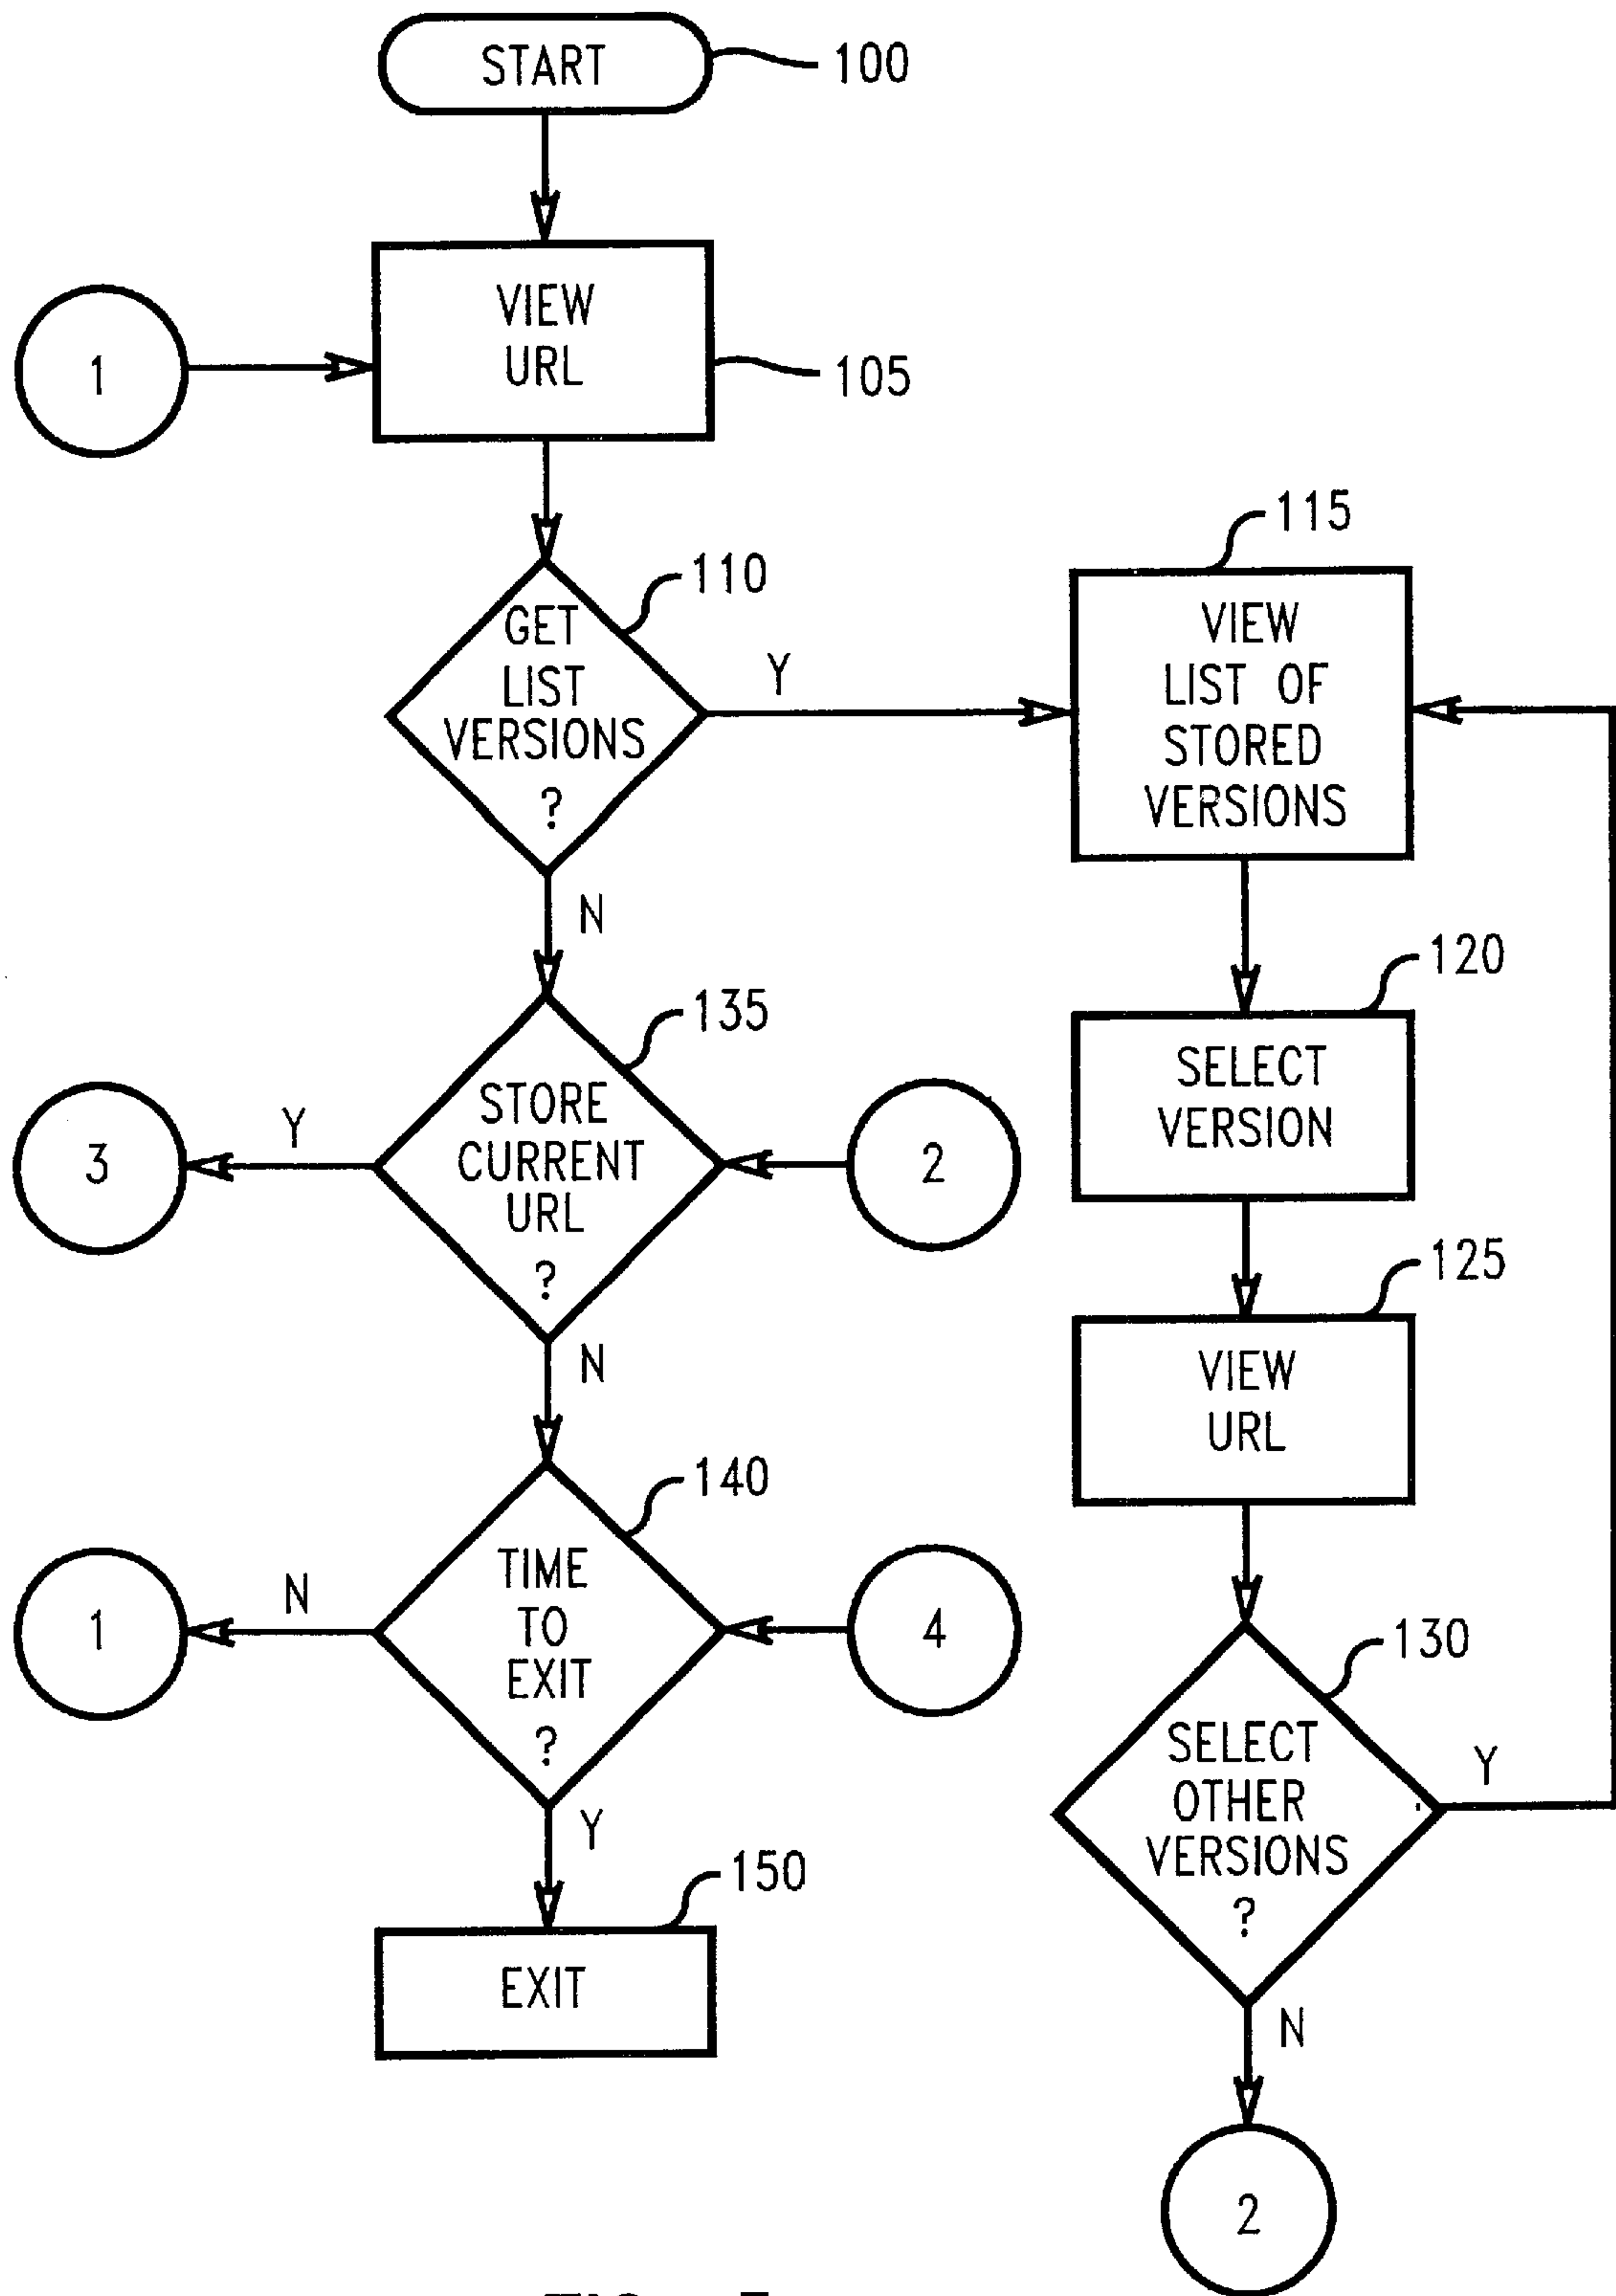 START
100
VIEW
URL
105
1
GET
LIST
VERSIONS
?
110
Y
N
115
VIEW
LIST OF
STORED
VERSIONS
120
SELECT
VERSION
125
VIEW
URL
130
SELECT
OTHER
VERSIONS
?
Y
N
2
135
STORE
CURRENT
URL
?
Y
3
2
N
140
TIME
TO
EXIT
?
N
1
4
Y
150
EXIT